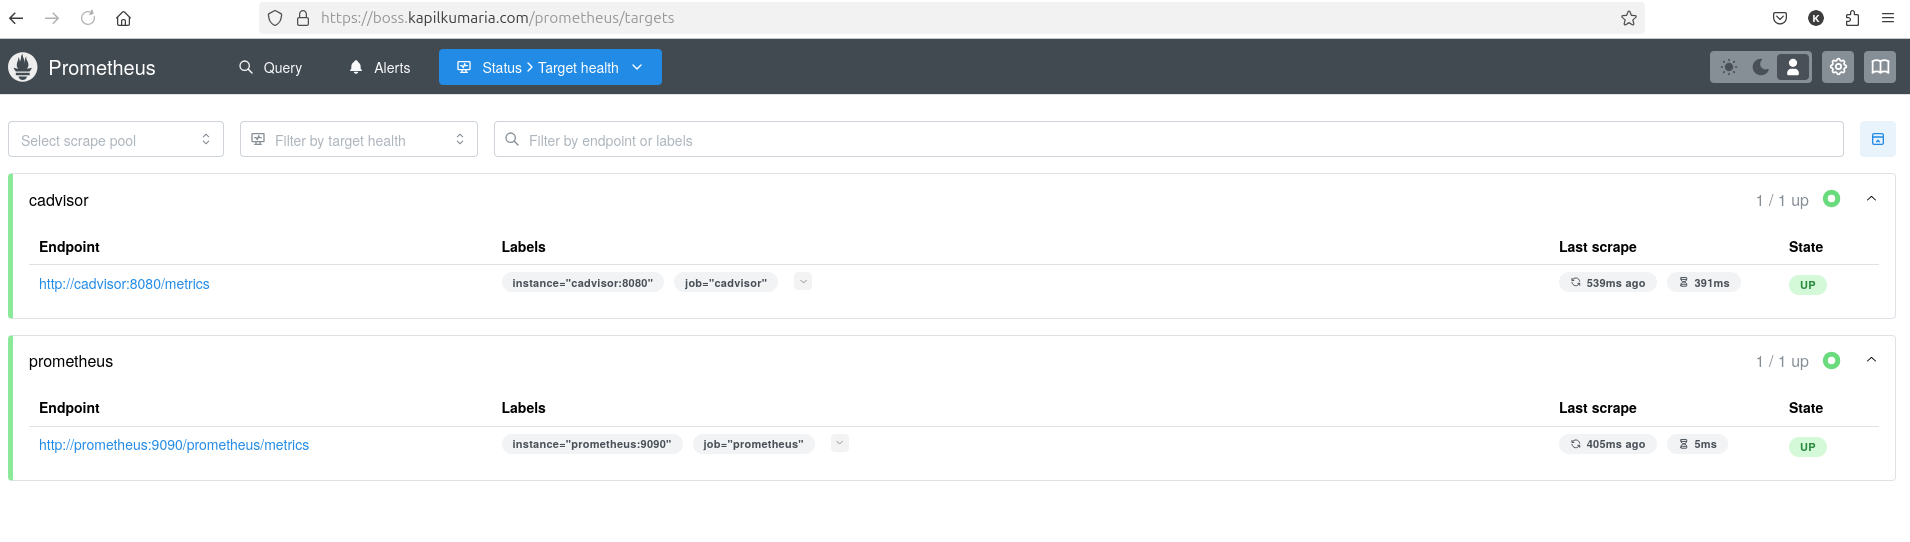 https://boss.kapilkumaria.com/prometheus/targets
K
Prometheus
Query
Alerts
Status > Target health
Select scrape pool
Filter by target health
Filter by endpoint or labels
cadvisor
1 / 1 up
Endpoint Labels Last scrape State
http://cadvisor:8080/metrics instance="cadvisor:8080" job="cadvisor" 539ms ago 391ms UP
prometheus
1 / 1 up
Endpoint Labels Last scrape State
http://prometheus:9090/prometheus/metrics instance="prometheus:9090" job="prometheus" 405ms ago 5ms UP